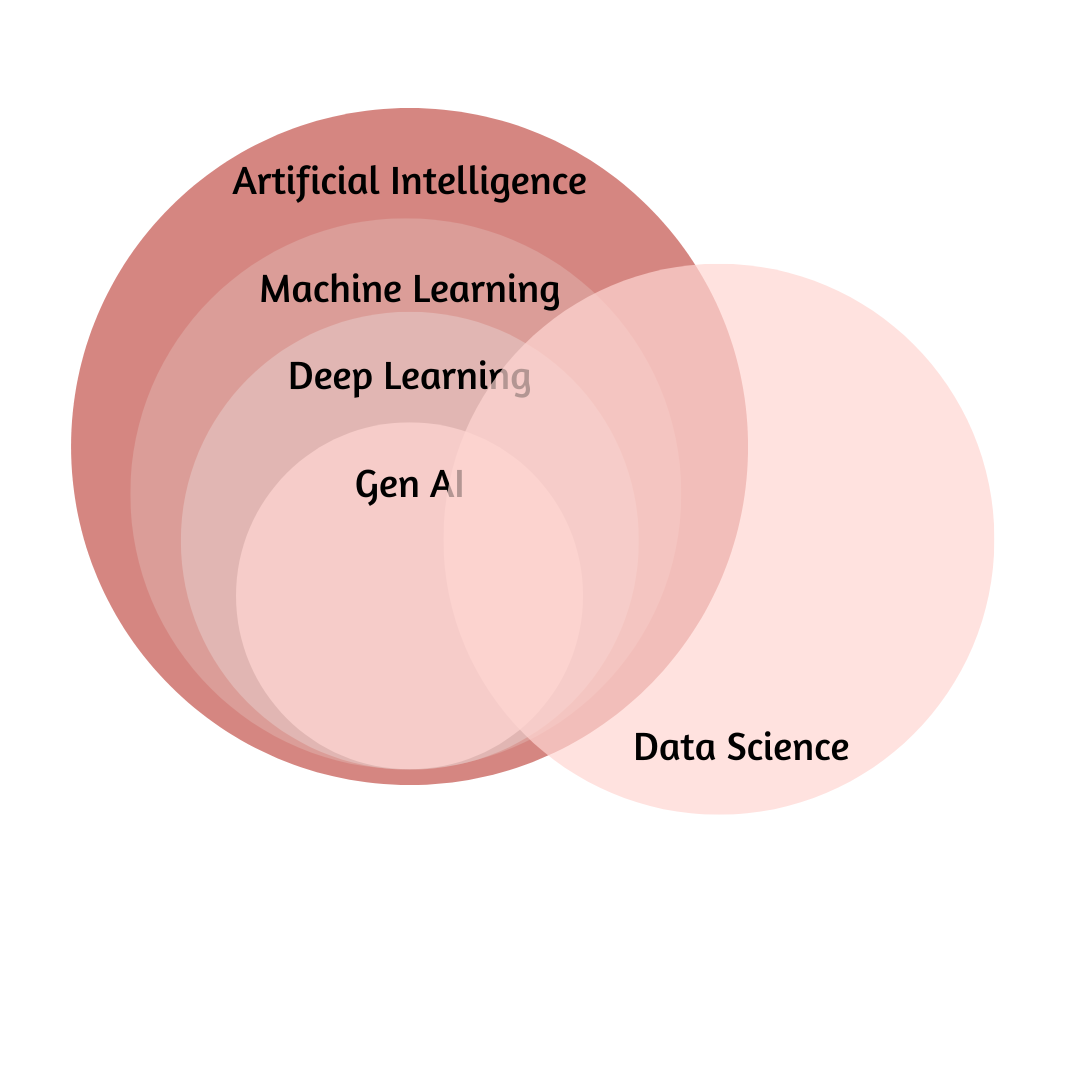 Artificial Intelligence
Machine Learning
Deep Learning
Gen AI
Data Science